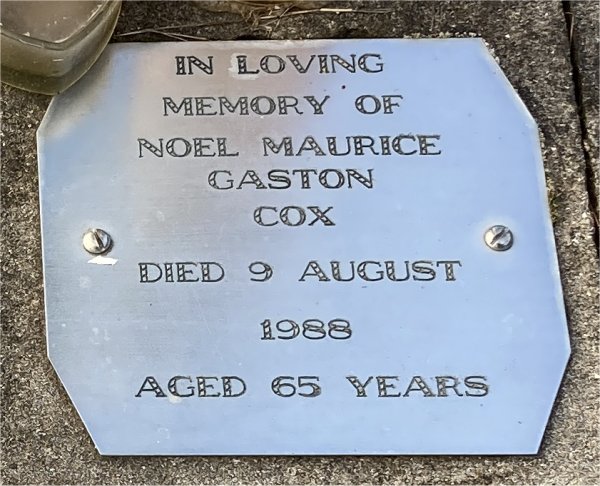 IN LOVING
MEMORY OF
NOEL MAURICE
GASTON
COX
DIED 9 AUGUST
1988
AGED 65 YEARS